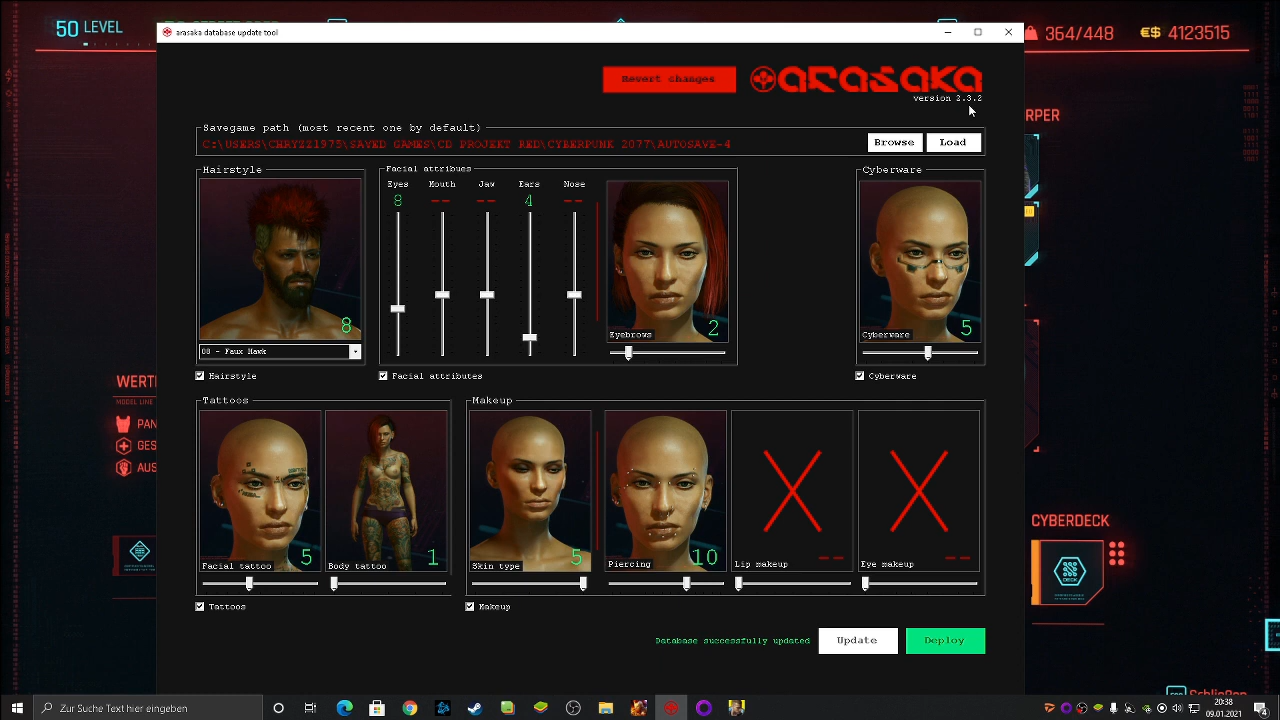 50 LEVEL
364/448
€$ 4123515
arasaka database update tool
Revert changes
arasaka
version 2.3.2
RPER
Savegame path (most recent one by default)
C:\USERS\CHRYZZ1971\SAVED GAMES\CD PROJEKT RED\CYBERPUNK 2077\AUTOSAVE-4
Browse
Load
Hairstyle
Facial attributes
Cyberware
Eyes
Mouth
Jaw
Ears
Nose
8
--
--
4
--
8
Eyebrows
2
Cyberware
5
08 - Faux Hawk
Hairstyle
Facial attributes
Cyberware
WERT
MODEL LINE
PAN
GES
AUS
Tattoos
Makeup
Facial tattoo
5
Body tattoo
1
Skin type
5
Piercing
10
Lip makeup
--
Eye makeup
--
CYBERDECK
DECK
Tattoos
Makeup
Database successfully updated
Update
Deploy
Zur Suche Text hier eingeben
20:38
09.01.2021
4